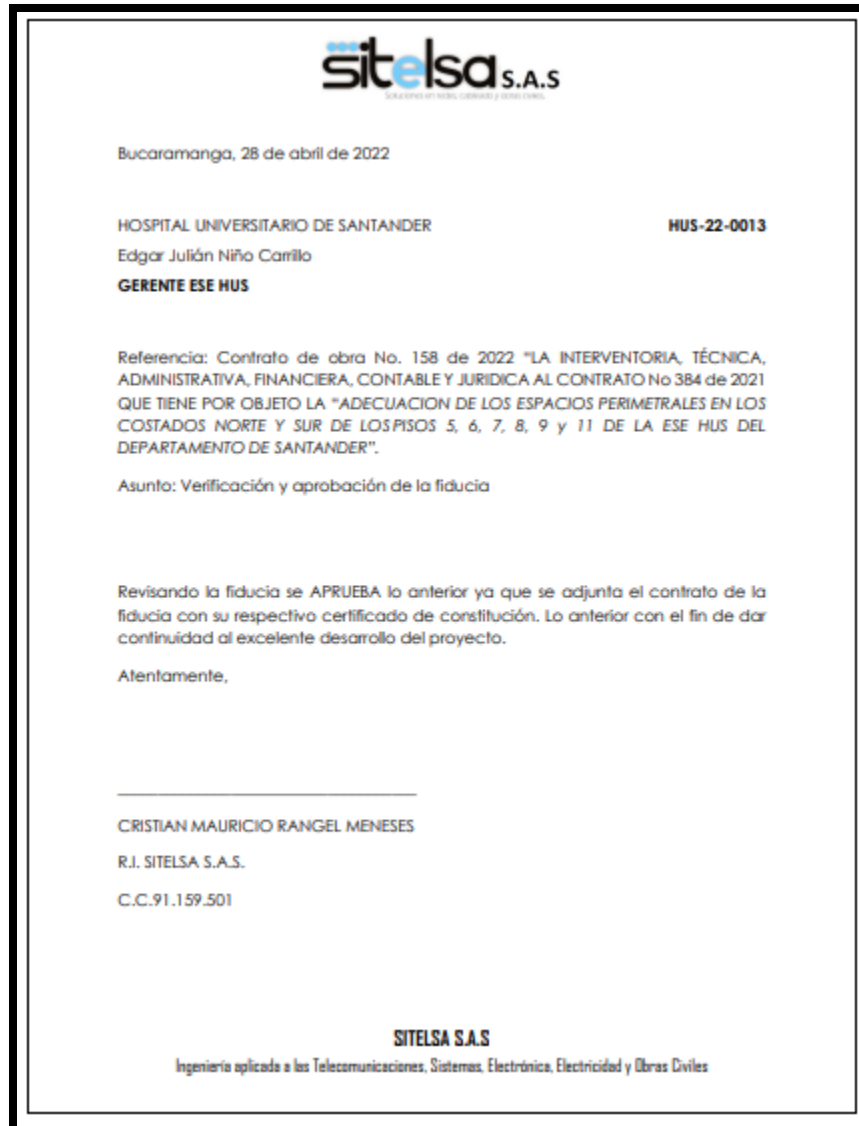 sitelsa S.A.S
Soluciones en redes, cableado y obras civiles.
Bucaramanga, 28 de abril de 2022
HOSPITAL UNIVERSITARIO DE SANTANDER HUS-22-0013
Edgar Julián Niño Carrillo
GERENTE ESE HUS
Referencia: Contrato de obra No. 158 de 2022 "LA INTERVENTORIA, TÉCNICA,
ADMINISTRATIVA, FINANCIERA, CONTABLE Y JURIDICA AL CONTRATO No 384 de 2021
QUE TIENE POR OBJETO LA "ADECUACION DE LOS ESPACIOS PERIMETRALES EN LOS
COSTADOS NORTE Y SUR DE LOS PISOS 5, 6, 7, 8, 9 y 11 DE LA ESE HUS DEL
DEPARTAMENTO DE SANTANDER".
Asunto: Verificación y aprobación de la fiducia
Revisando la fiducia se APRUEBA lo anterior ya que se adjunta el contrato de la
fiducia con su respectivo certificado de constitución. Lo anterior con el fin de dar
continuidad al excelente desarrollo del proyecto.
Atentamente,
CRISTIAN MAURICIO RANGEL MENESES
R.I. SITELSA S.A.S.
C.C.91.159.501
SITELSA S.A.S
Ingeniería aplicada a las Telecomunicaciones, Sistemas, Electrónica, Electricidad y Obras Civiles